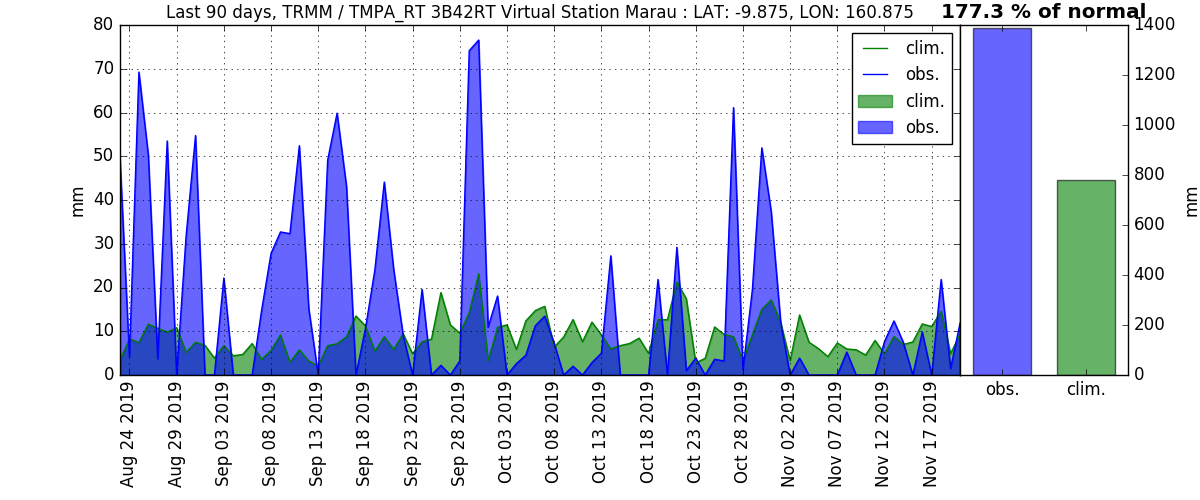 Last 90 days, TRMM / TMPA_RT 3B42RT Virtual Station Marau : LAT: -9.875, LON: 160.875
177.3 % of normal
80
70
60
50
40
30
20
10
0
mm
clim.
obs.
clim.
obs.
1400
1200
1000
800
600
400
200
0
mm
obs.
clim.
Aug 24 2019
Aug 29 2019
Sep 03 2019
Sep 08 2019
Sep 13 2019
Sep 18 2019
Sep 23 2019
Sep 28 2019
Oct 03 2019
Oct 08 2019
Oct 13 2019
Oct 18 2019
Oct 23 2019
Oct 28 2019
Nov 02 2019
Nov 07 2019
Nov 12 2019
Nov 17 2019